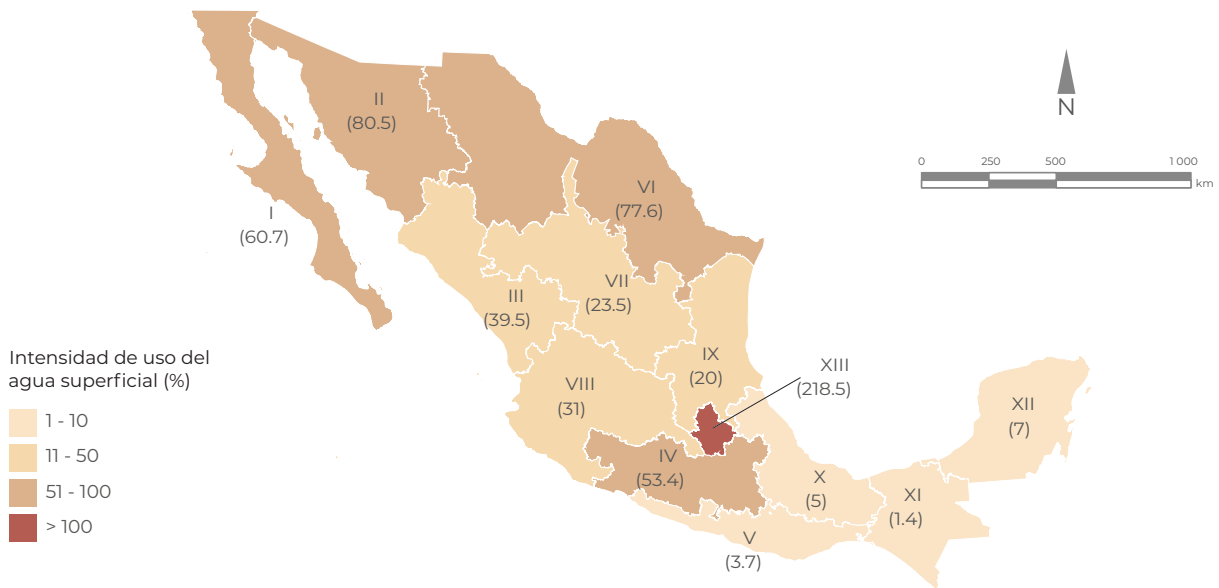 II
(80.5)
N
0 250 500 1 000
km
VI
(77.6)
I
(60.7)
VII
(23.5)
III
(39.5)
Intensidad de uso del
agua superficial (%)
1 - 10
11 - 50
51 - 100
> 100
IX
(20)
XIII
(218.5)
VIII
(31)
XII
(7)
IV
(53.4)
X
(5)
XI
(1.4)
V
(3.7)